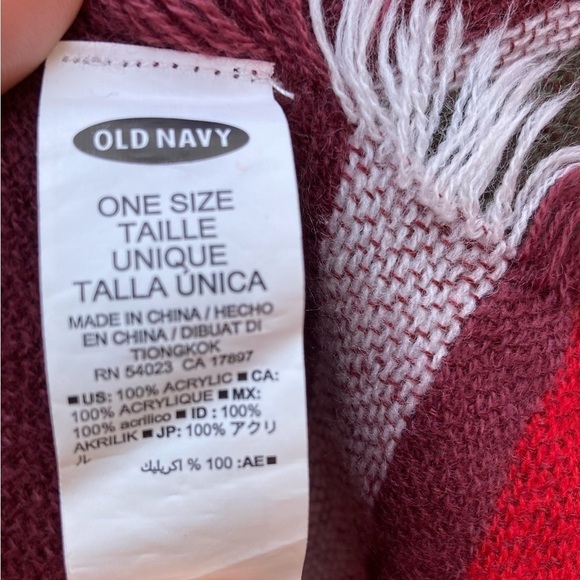 OLD NAVY
ONE SIZE
TAILLE
UNIQUE
TALLA ÚNICA
MADE IN CHINA / HECHO
EN CHINA / DIBUAT DI
TIONGKOK
RN 54023 CA 17897
■ US: 100% ACRYLIC ■ CA:
100% ACRYLIQUE ■ MX:
100% acrílico ■ ID : 100%
AKRILIK ■ JP: 100% アクリ
ル
■AE: 100 % اكريليك